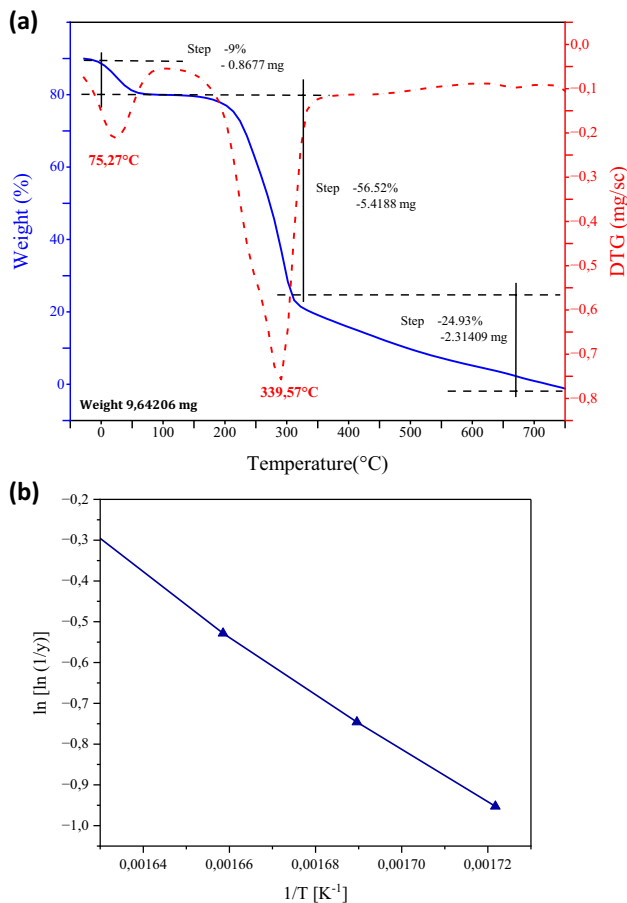 (a)
Weight (%)
100
80
80
40
20
0
Step -9%
- 0.8677 mg
75,27°C
Step -56.52%
-5.4188 mg
Step -24.93%
-2.31409 mg
339,57°C
Weight 9,64206 mg
0,0
−0,1
−0,2
−0,3
−0,4
−0,5
−0,6
−0,7
−0,8
DTG (mg/sc)
0 100 200 300 400 500 600 700
Temperature(°C)
(b)
ln [ln (1/y)]
−0,2
−0,3
−0,4
−0,5
−0,6
−0,7
−0,8
−0,9
−1,0
0,00164 0,00166 0,00168 0,00170 0,00172
1/T [K⁻¹]